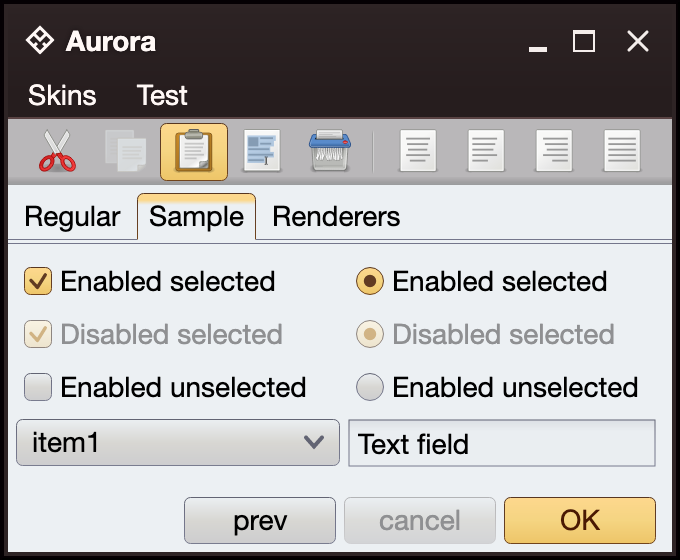 Aurora
Skins Test
Regular Sample Renderers
Enabled selected Enabled selected
Disabled selected Disabled selected
Enabled unselected Enabled unselected
item1 Text field
prev cancel OK